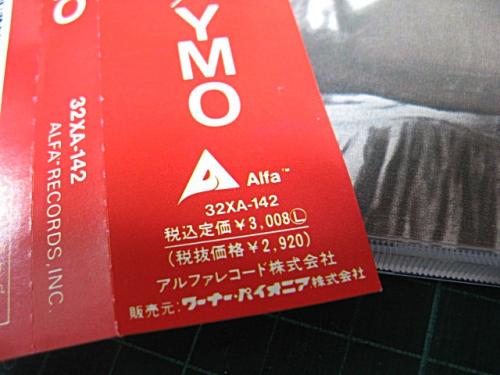 YMO
Alfa™
32XA-142
税込定価¥3,008Ⓛ
(税抜価格¥2,920)
アルファレコード株式会社
販売元:ワーナー・パイオニア株式会社
O
32XA-142
ALFA™ RECORDS, INC.